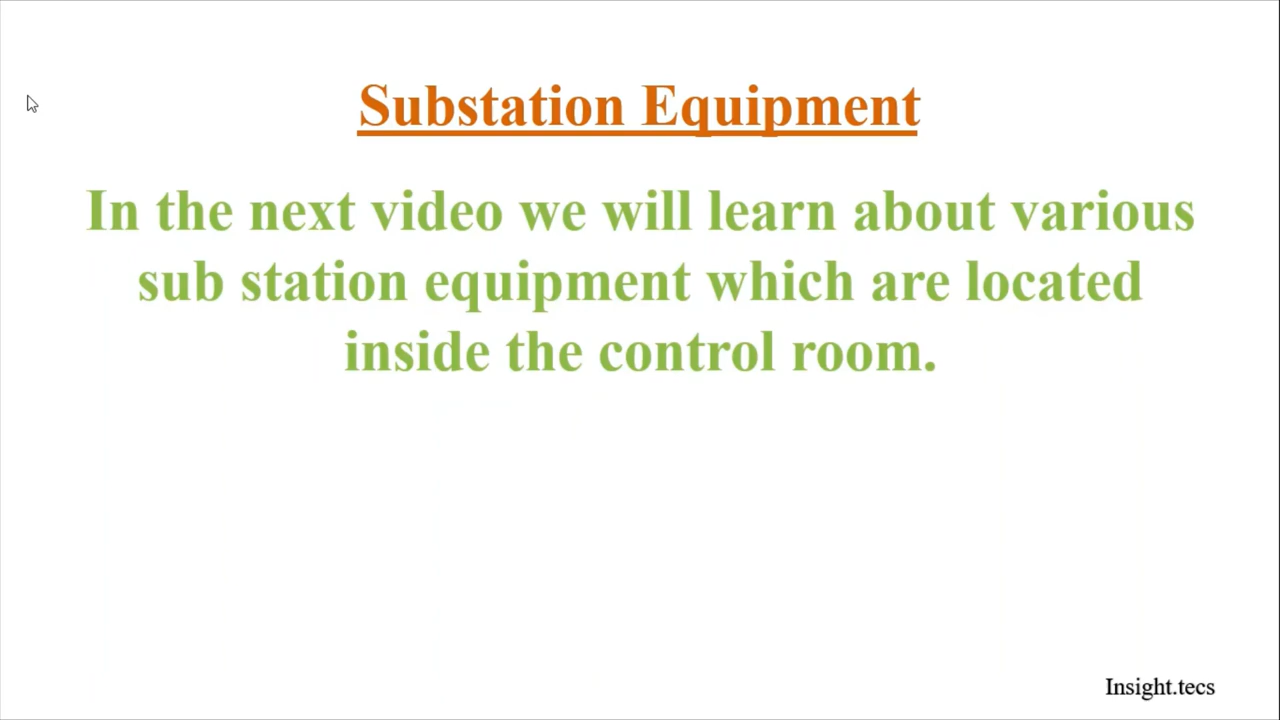 Substation Equipment
In the next video we will learn about various
sub station equipment which are located
inside the control room.
Insight.tecs